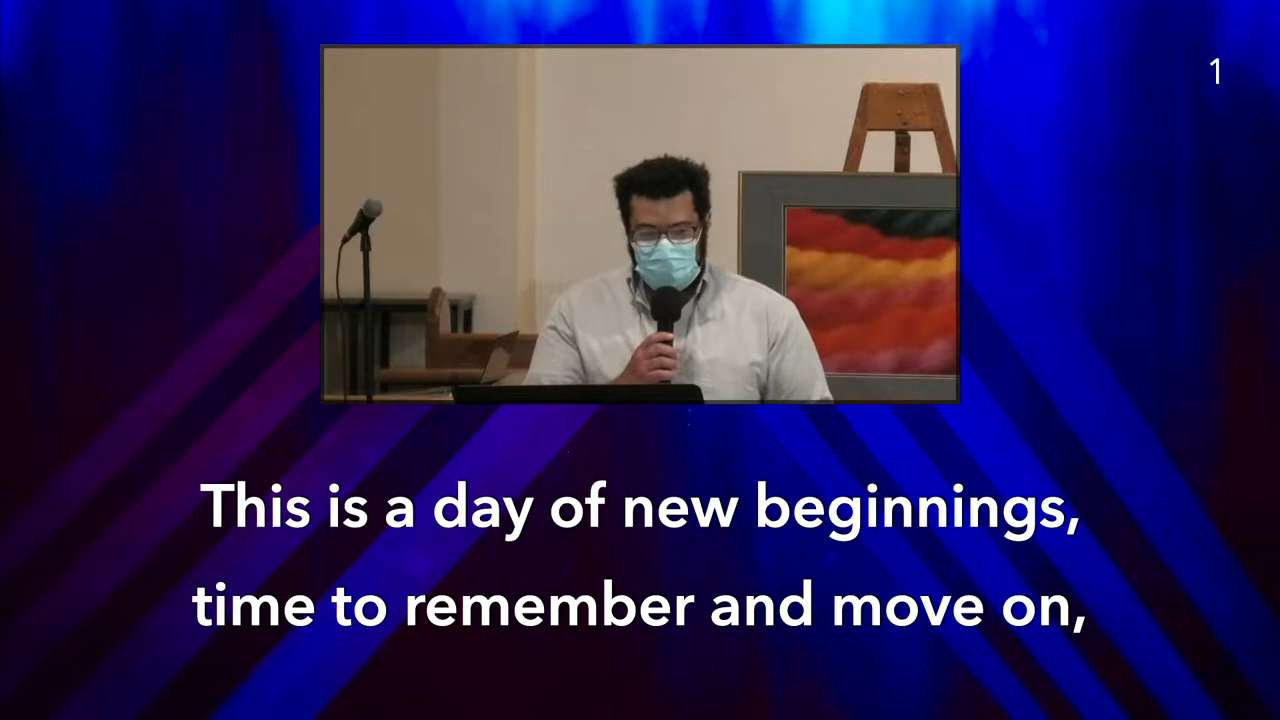 1
This is a day of new beginnings,
time to remember and move on,